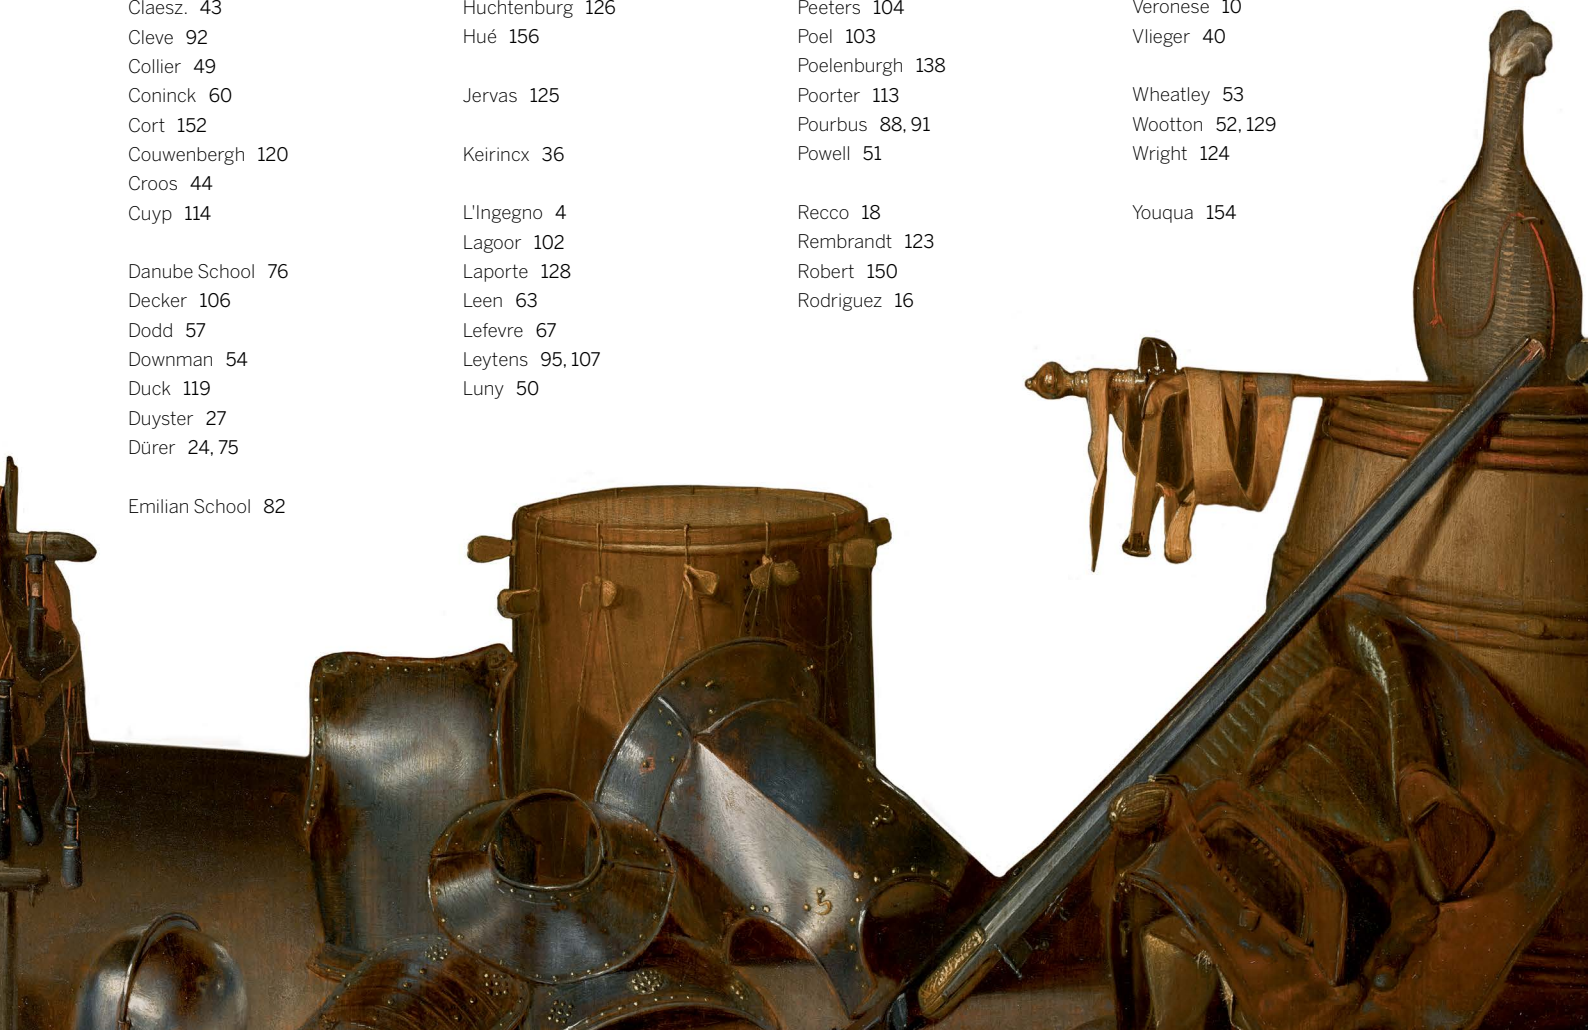 Claesz. 43
Cleve 92
Collier 49
Coninck 60
Cort 152
Couwenbergh 120
Croos 44
Cuyp 114
Danube School 76
Decker 106
Dodd 57
Downman 54
Duck 119
Duyster 27
Dürer 24, 75
Emilian School 82
Huchtenburg 126
Hué 156
Jervas 125
Keirincx 36
L'Ingegno 4
Lagoor 102
Laporte 128
Leen 63
Lefevre 67
Leytens 95, 107
Luny 50
Peeters 104
Poel 103
Poelenburgh 138
Poorter 113
Pourbus 88, 91
Powell 51
Recco 18
Rembrandt 123
Robert 150
Rodriguez 16
Veronese 10
Vlieger 40
Wheatley 53
Wootton 52, 129
Wright 124
Youqua 154